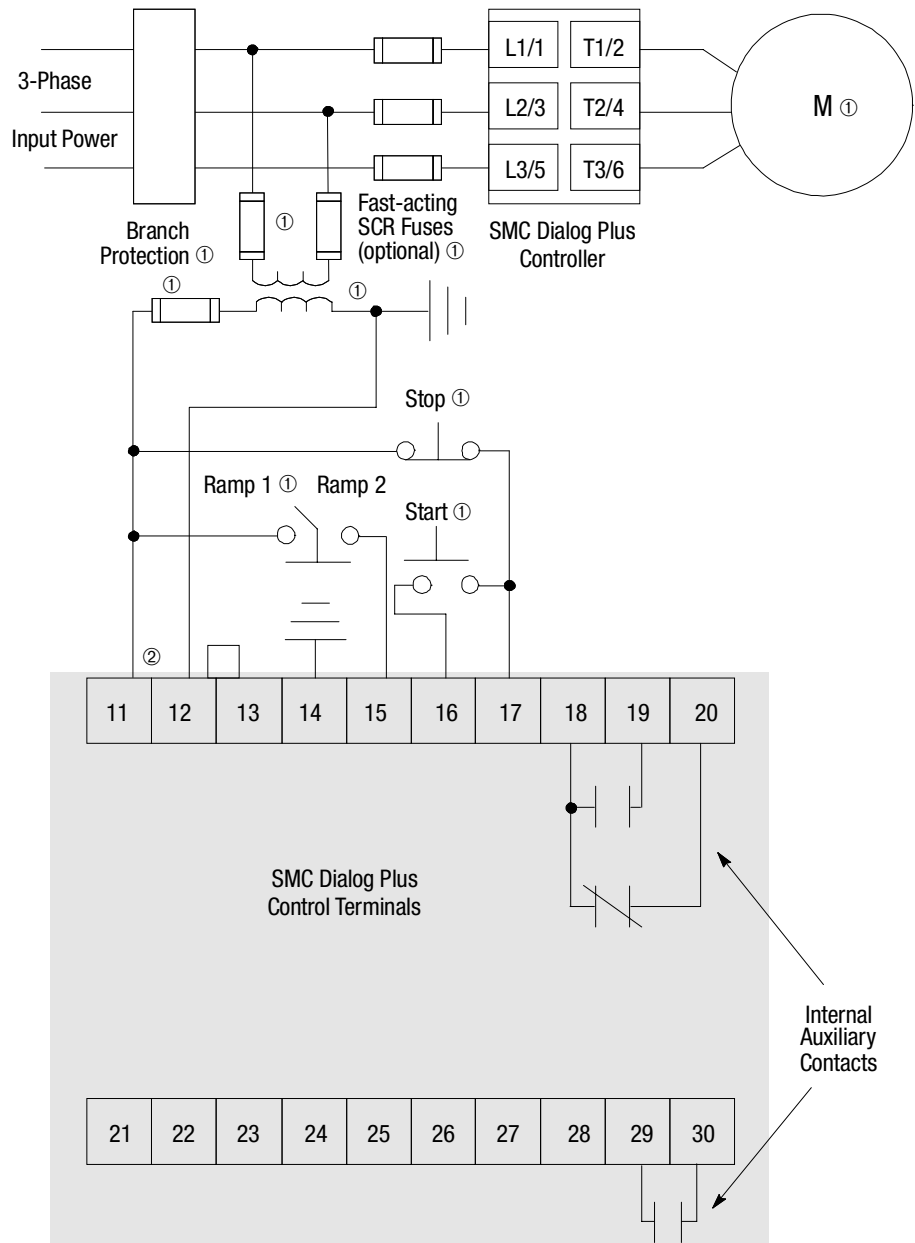 L1/1 T1/2
3-Phase
L2/3 T2/4
M ①
Input Power
L3/5 T3/6
Branch
Protection ①
①
Fast-acting
SCR Fuses
(optional) ①
SMC Dialog Plus
Controller
①
①
Stop ①
Ramp 1 ① Ramp 2
Start ①
②
11 12 13 14 15 16 17 18 19 20
SMC Dialog Plus
Control Terminals
Internal
Auxiliary
Contacts
21 22 23 24 25 26 27 28 29 30